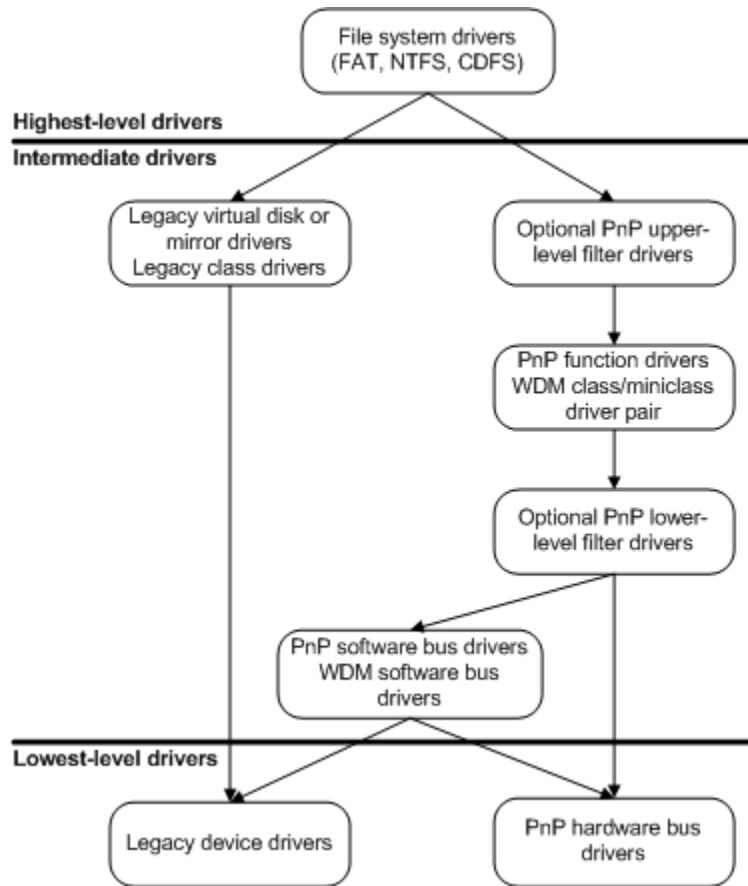 File system drivers
(FAT, NTFS, CDFS)
Highest-level drivers
Intermediate drivers
Legacy virtual disk or
mirror drivers
Legacy class drivers
Optional PnP upper-
level filter drivers
PnP function drivers
WDM class/miniclass
driver pair
Optional PnP lower-
level filter drivers
PnP software bus drivers
WDM software bus
drivers
Lowest-level drivers
Legacy device drivers
PnP hardware bus
drivers